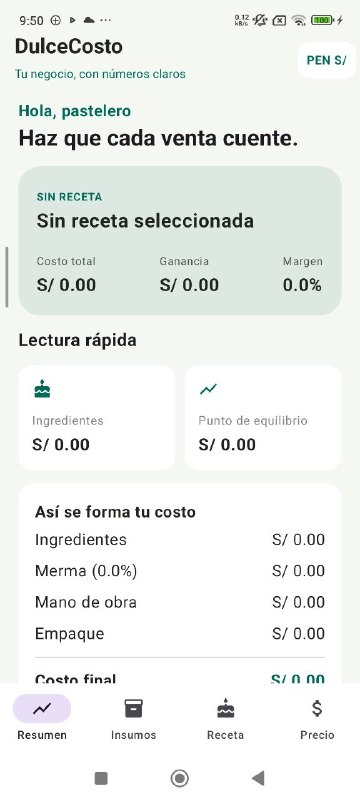 9:50
0.12
kB/s
100
DulceCosto
Tu negocio, con números claros
PEN S/
Hola, pastelero
Haz que cada venta cuente.
SIN RECETA
Sin receta seleccionada
Costo total
Ganancia
Margen
S/ 0.00
S/ 0.00
0.0%
Lectura rápida
Ingredientes
Punto de equilibrio
S/ 0.00
S/ 0.00
Así se forma tu costo
Ingredientes S/ 0.00
Merma (0.0%) S/ 0.00
Mano de obra S/ 0.00
Empaque S/ 0.00
Costo final S/ 0.00
Resumen
Insumos
Receta
Precio